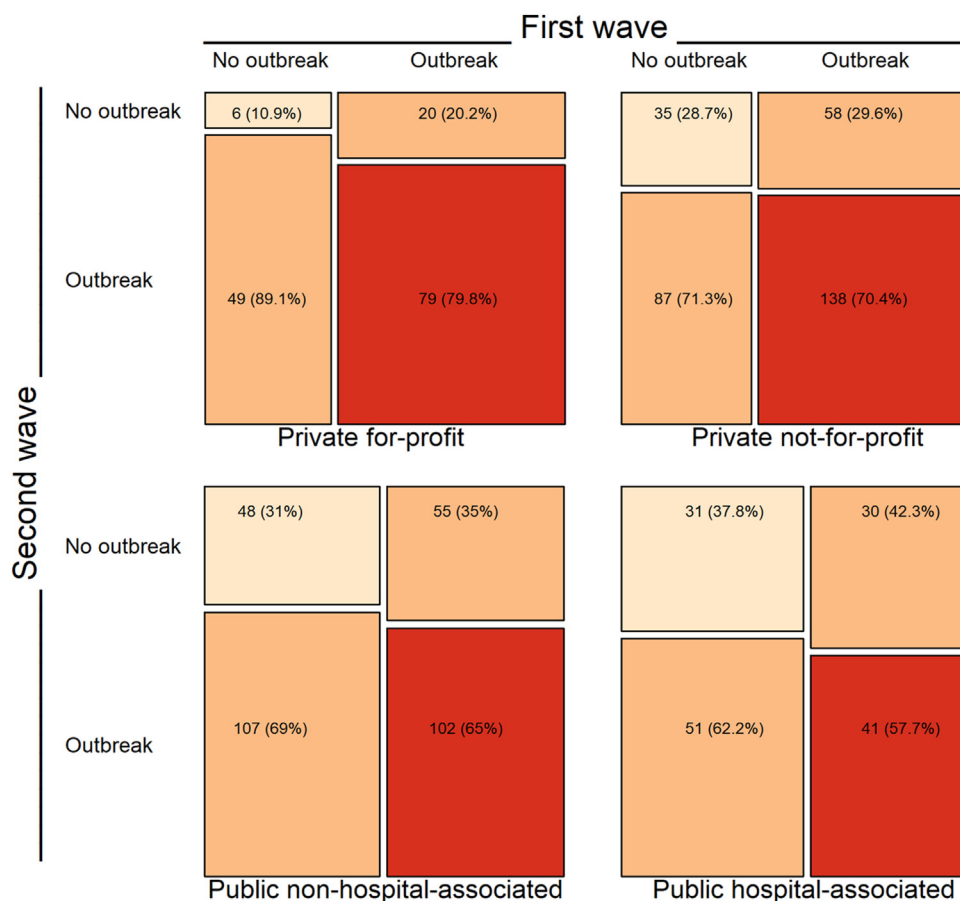 First wave
No outbreak Outbreak No outbreak Outbreak
No outbreak 6 (10.9%) 20 (20.2%) 35 (28.7%) 58 (29.6%)
Outbreak 49 (89.1%) 79 (79.8%) 87 (71.3%) 138 (70.4%)
Private for-profit Private not-for-profit
Second wave
No outbreak 48 (31%) 55 (35%) 31 (37.8%) 30 (42.3%)
Outbreak 107 (69%) 102 (65%) 51 (62.2%) 41 (57.7%)
Public non-hospital-associated Public hospital-associated